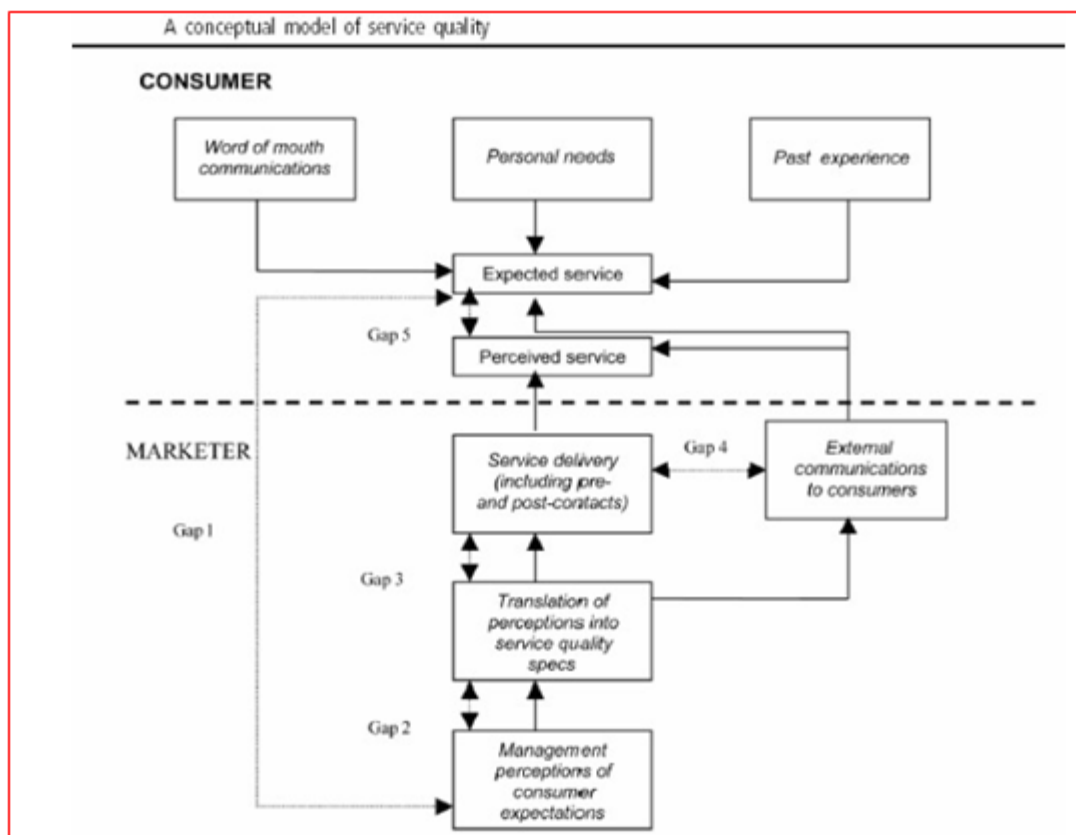 A conceptual model of service quality
CONSUMER
Word of mouth
communications
Personal needs
Past experience
Expected service
Gap 5
Perceived service
MARKETER
Service delivery
(including pre-
and post-contacts)
Gap 4
External
communications
to consumers
Gap 1
Gap 3
Translation of
perceptions into
service quality
specs
Gap 2
Management
perceptions of
consumer
expectations